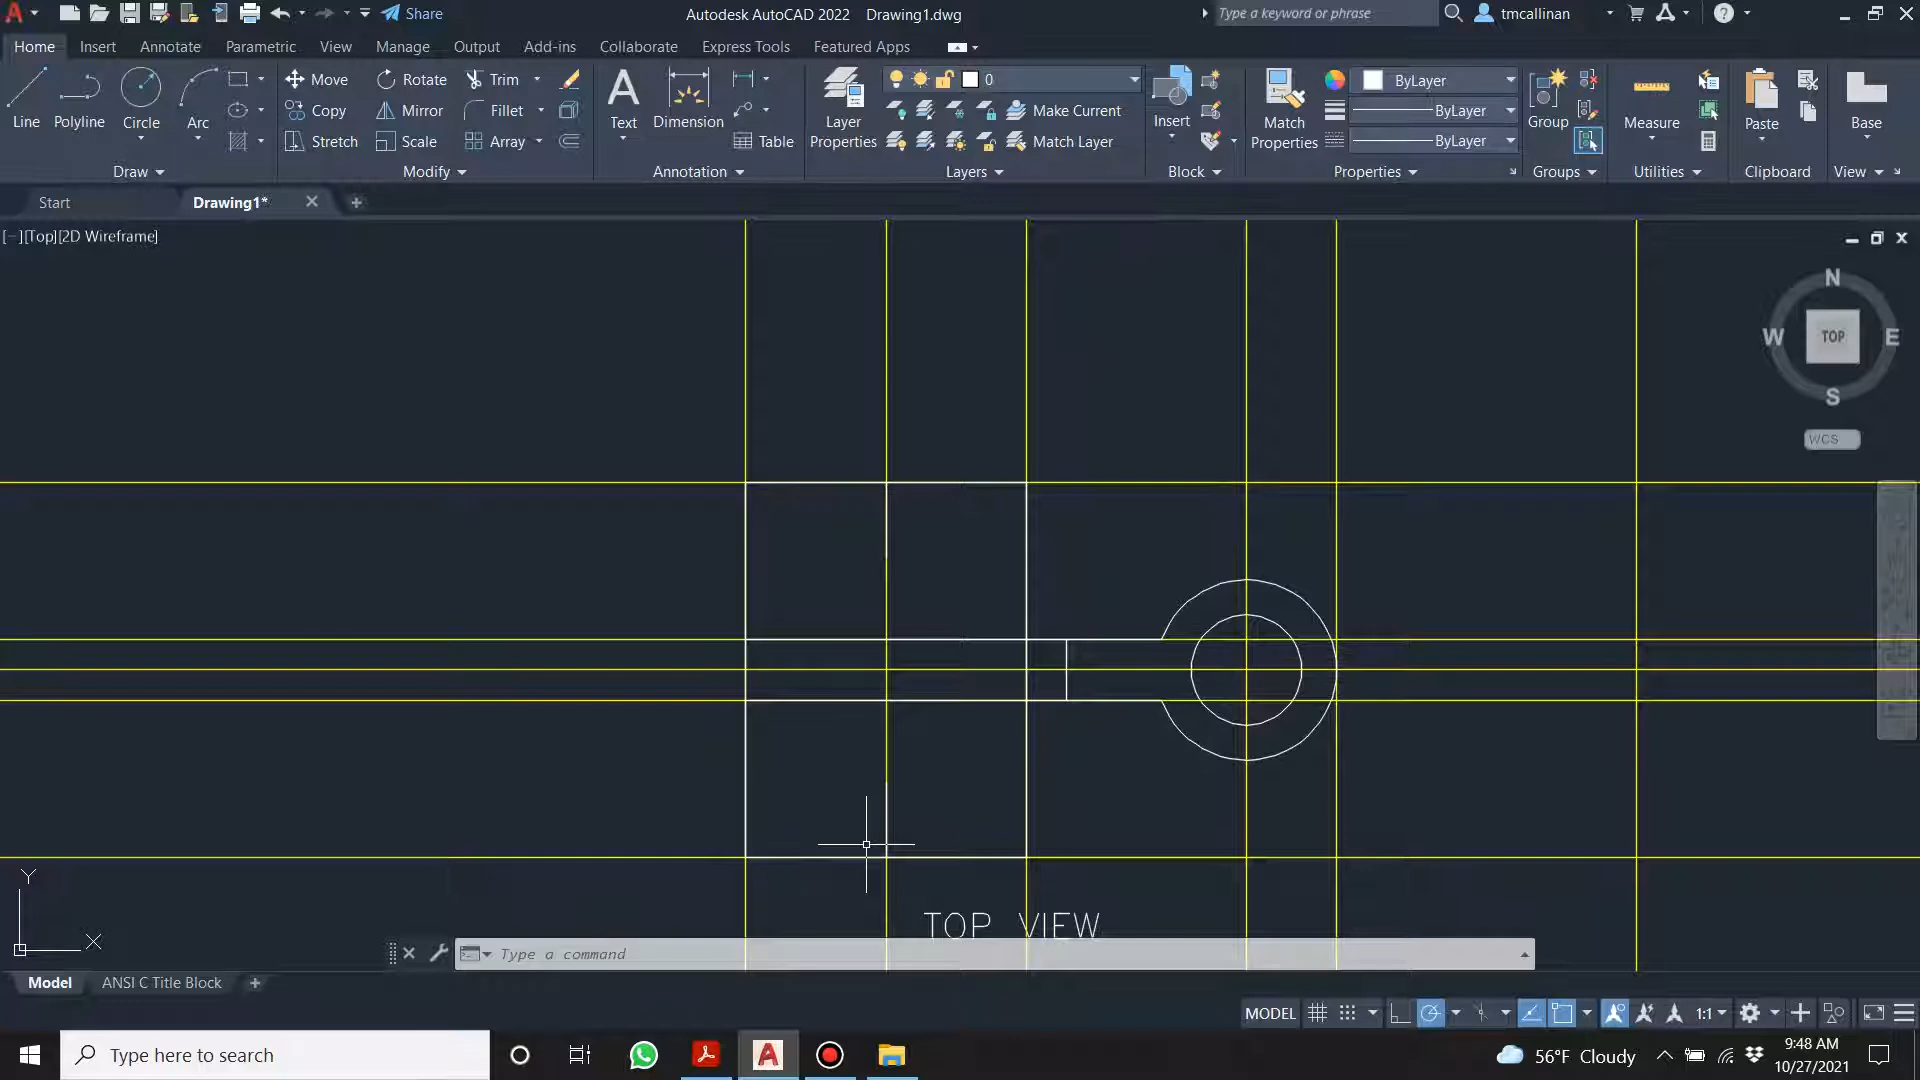 Share
Autodesk AutoCAD 2022 Drawing1.dwg
Type a keyword or phrase
tmcallinan
Home Insert Annotate Parametric View Manage Output Add-ins Collaborate Express Tools Featured Apps
Line
Polyline
Circle
Arc
Draw
Move Rotate Trim
Copy Mirror Fillet
Stretch Scale Array
Modify
Text
Dimension
Table
Annotation
Layer
Properties
0
Make Current
Match Layer
Layers
Insert
Block
Match
Properties
ByLayer
ByLayer
ByLayer
Properties
Group
Groups
Measure
Utilities
Paste
Clipboard
Base
View
Start Drawing1*
[−][Top][2D Wireframe]
N
W TOP E
S
WCS
Y
X
TOP VIEW
Type a command
Model ANSI C Title Block
MODEL 1:1
Type here to search
56°F Cloudy
9:48 AM
10/27/2021